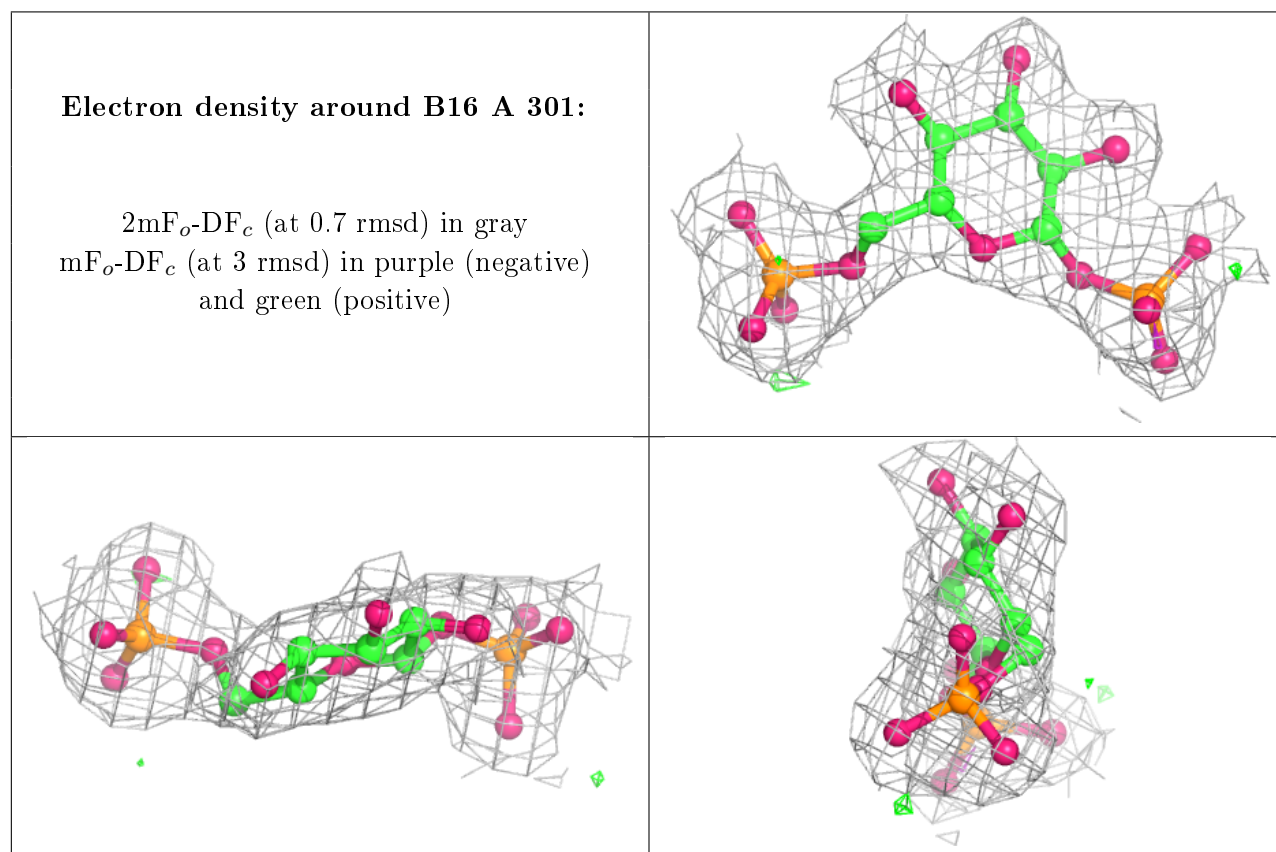 Electron density around B16 A 301:
2mFₒ-DF𝒸 (at 0.7 rmsd) in gray
mFₒ-DF𝒸 (at 3 rmsd) in purple (negative)
and green (positive)